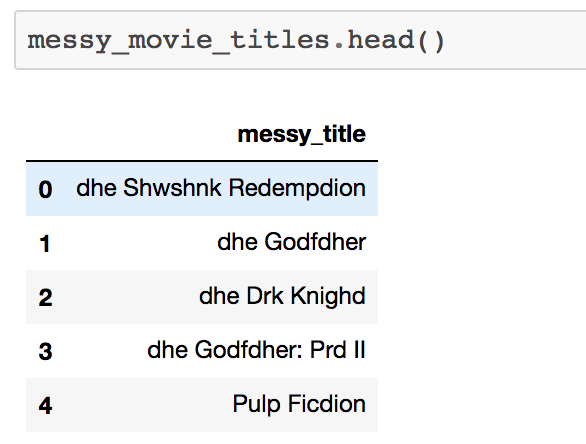 messy_movie_titles.head()
messy_title
0 dhe Shwshnk Redempdion
1 dhe Godfdher
2 dhe Drk Knighd
3 dhe Godfdher: Prd II
4 Pulp Ficdion